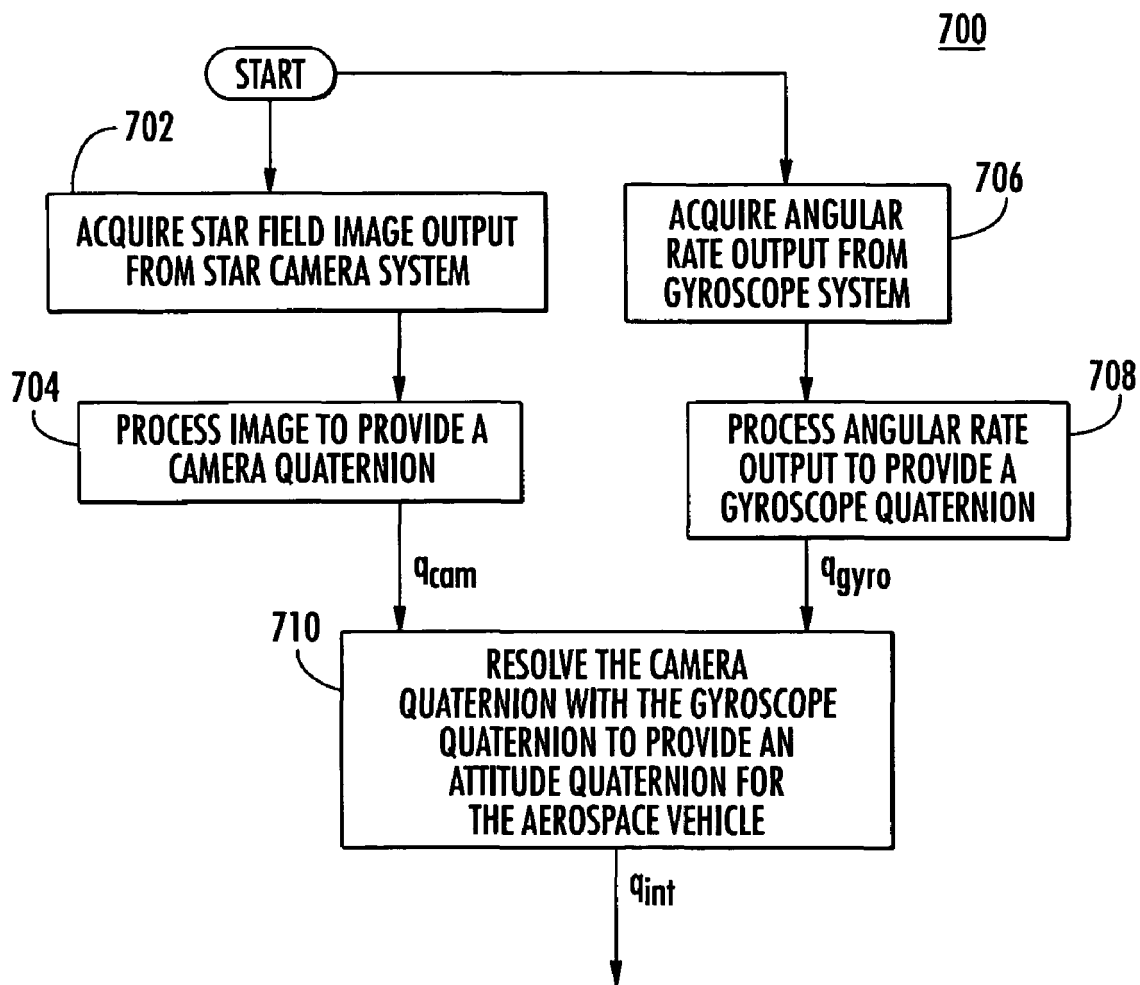 700
START
702
ACQUIRE STAR FIELD IMAGE OUTPUT
FROM STAR CAMERA SYSTEM
706
ACQUIRE ANGULAR
RATE OUTPUT FROM
GYROSCOPE SYSTEM
704
PROCESS IMAGE TO PROVIDE A
CAMERA QUATERNION
708
PROCESS ANGULAR RATE
OUTPUT TO PROVIDE A
GYROSCOPE QUATERNION
qcam
qgyro
710
RESOLVE THE CAMERA
QUATERNION WITH THE GYROSCOPE
QUATERNION TO PROVIDE AN
ATTITUDE QUATERNION FOR
THE AEROSPACE VEHICLE
qint